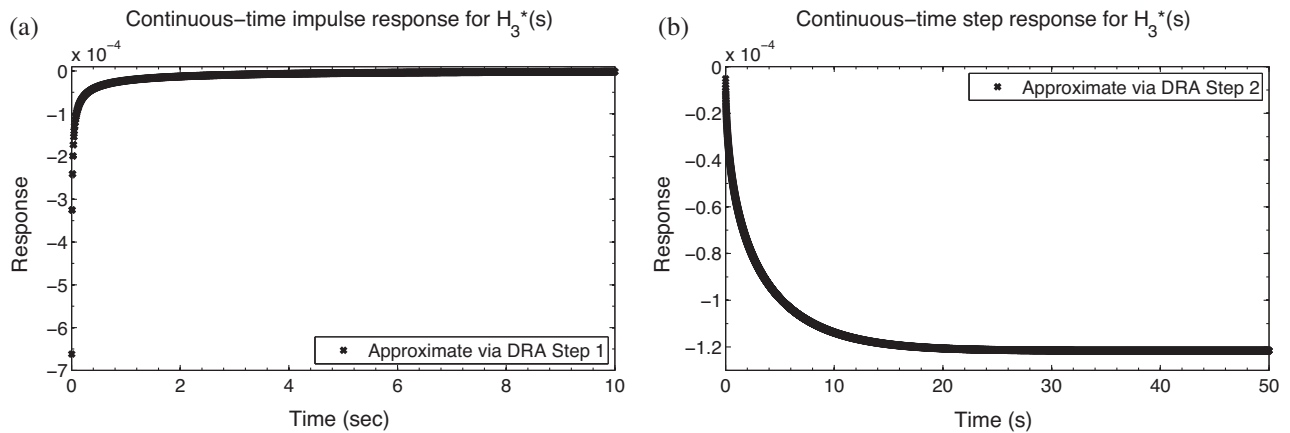 (a)
Continuous–time impulse response for H3*(s)
x 10−4
0
−1
−2
−3
−4
−5
−6
−7
Response
Approximate via DRA Step 1
0 2 4 6 8 10
Time (sec)
(b)
Continuous–time step response for H3*(s)
x 10−4
0
−0.2
−0.4
−0.6
−0.8
−1
−1.2
Response
Approximate via DRA Step 2
0 10 20 30 40 50
Time (s)